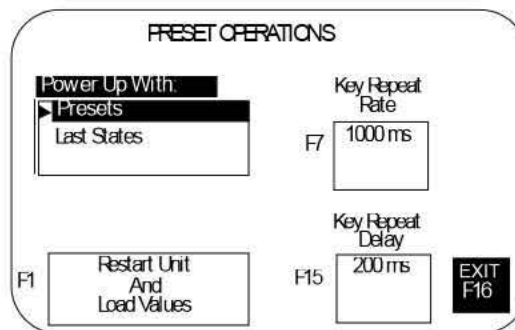 PRESET OPERATIONS
Power Up With:
Presets
Last States
Key Repeat
Rate
F7
1000 ms
F1
Restart Unit
And
Load Values
Key Repeat
Delay
F15
200 ms
EXIT
F16